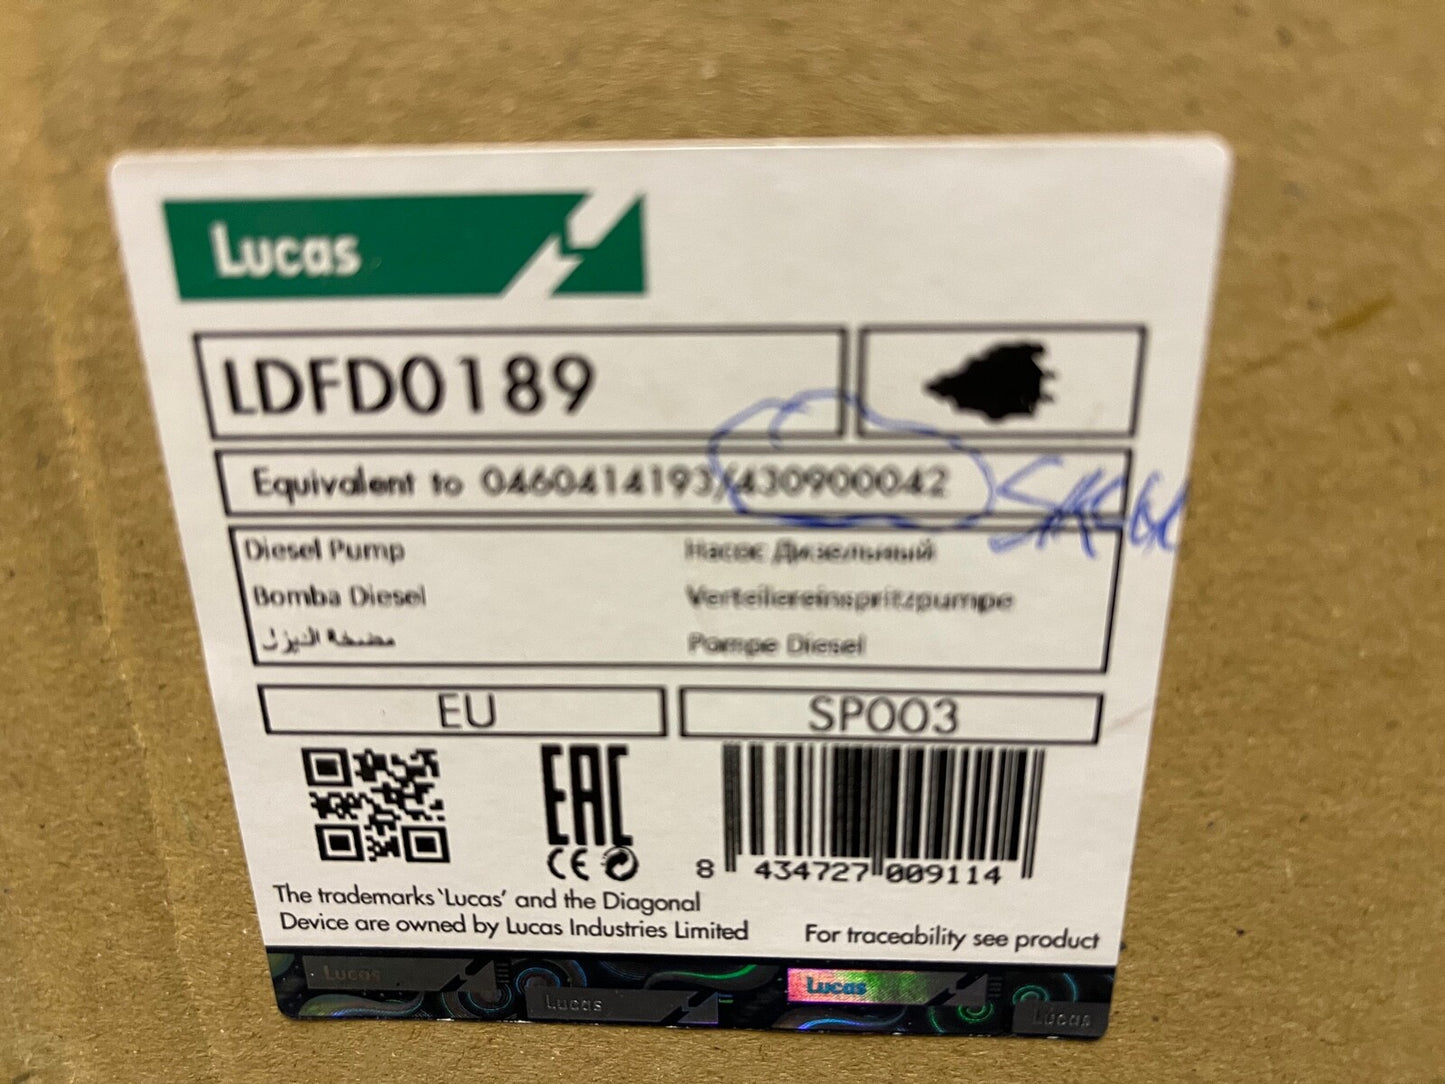 Lucas
LDFD0189
Equivalent to 0460414193/430900042
Diesel Pump
Насос Дизельный
Bomba Diesel
Verteilereinspritzpumpe
مضخة الديزل
Pompe Diesel
EU
SP003
EAC
CE
8 434727 009114
The trademarks 'Lucas' and the Diagonal
Device are owned by Lucas Industries Limited
For traceability see product
Lucas
Lucas
Lucas
Lucas